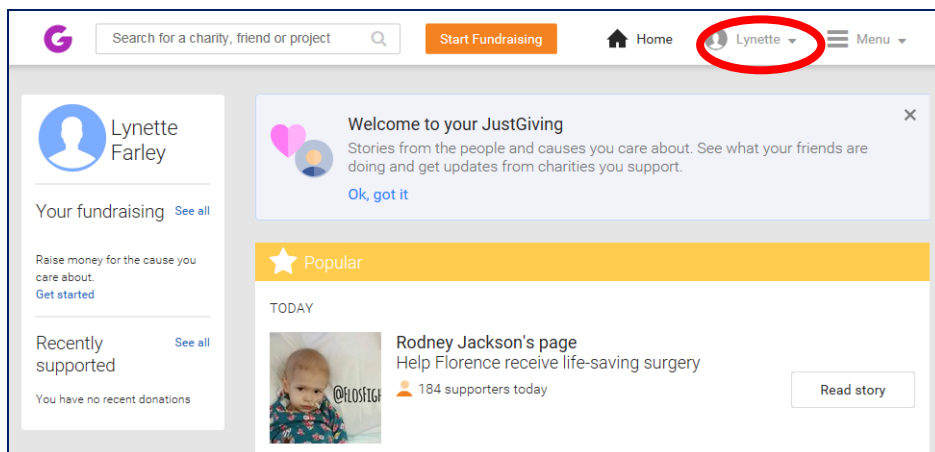 G
Search for a charity, friend or project
Start Fundraising
Home
Lynette
Menu
Lynette
Farley
Your fundraising See all
Raise money for the cause you
care about.
Get started
Recently
supported
See all
You have no recent donations
Welcome to your JustGiving
Stories from the people and causes you care about. See what your friends are
doing and get updates from charities you support.
Ok, got it
Popular
TODAY
@FLOSFIGH
Rodney Jackson's page
Help Florence receive life-saving surgery
184 supporters today
Read story